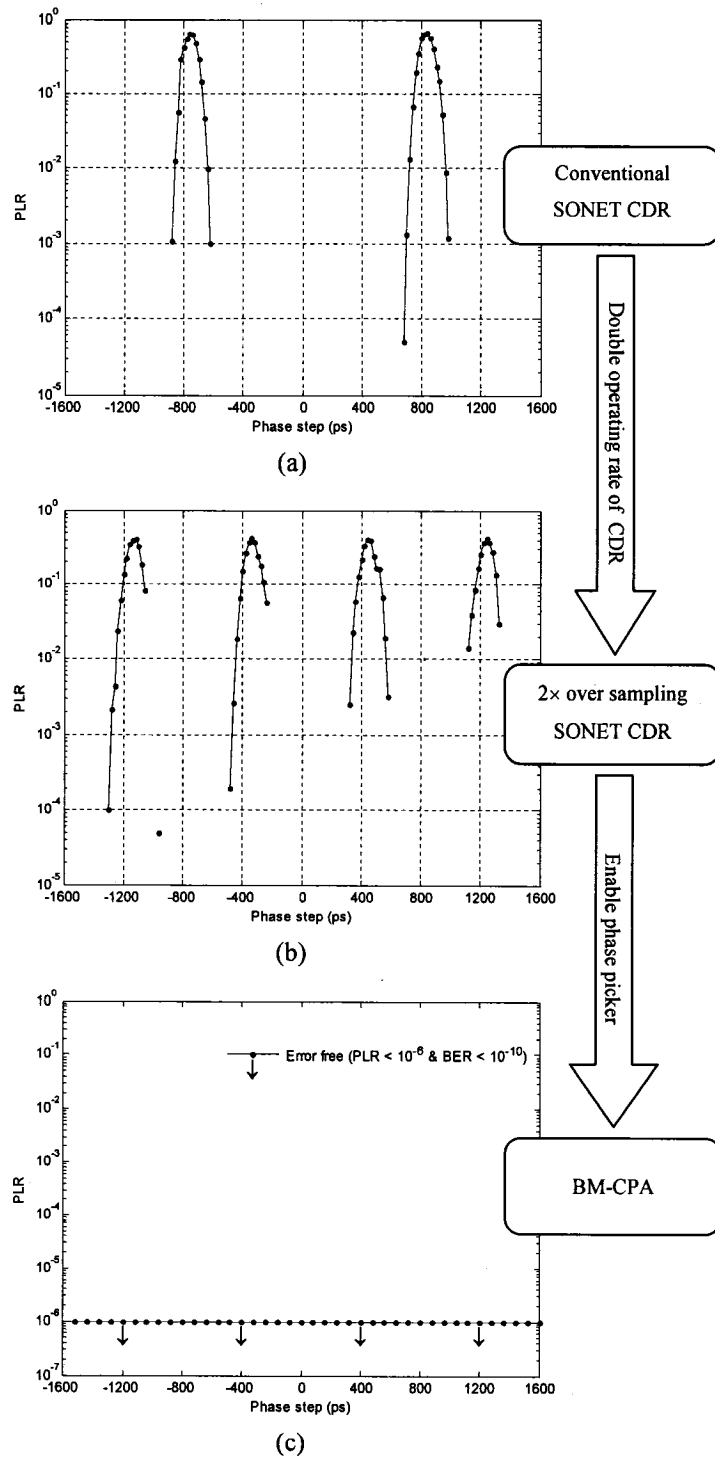 10^0
10^-1
10^-2
10^-3
10^-4
10^-5
PLR
-1600 -1200 -800 -400 0 400 800 1200 1600
Phase step (ps)
(a)
Conventional
SONET CDR
Double operating rate of CDR
10^0
10^-1
10^-2
10^-3
10^-4
10^-5
PLR
-1600 -1200 -800 -400 0 400 800 1200 1600
Phase step (ps)
(b)
2× over sampling
SONET CDR
Enable phase picker
10^0
10^-1
10^-2
10^-3
10^-4
10^-5
10^-6
10^-7
PLR
Error free (PLR < 10^-6 & BER < 10^-10)
-1600 -1200 -800 -400 0 400 800 1200 1600
Phase step (ps)
(c)
BM-CPA